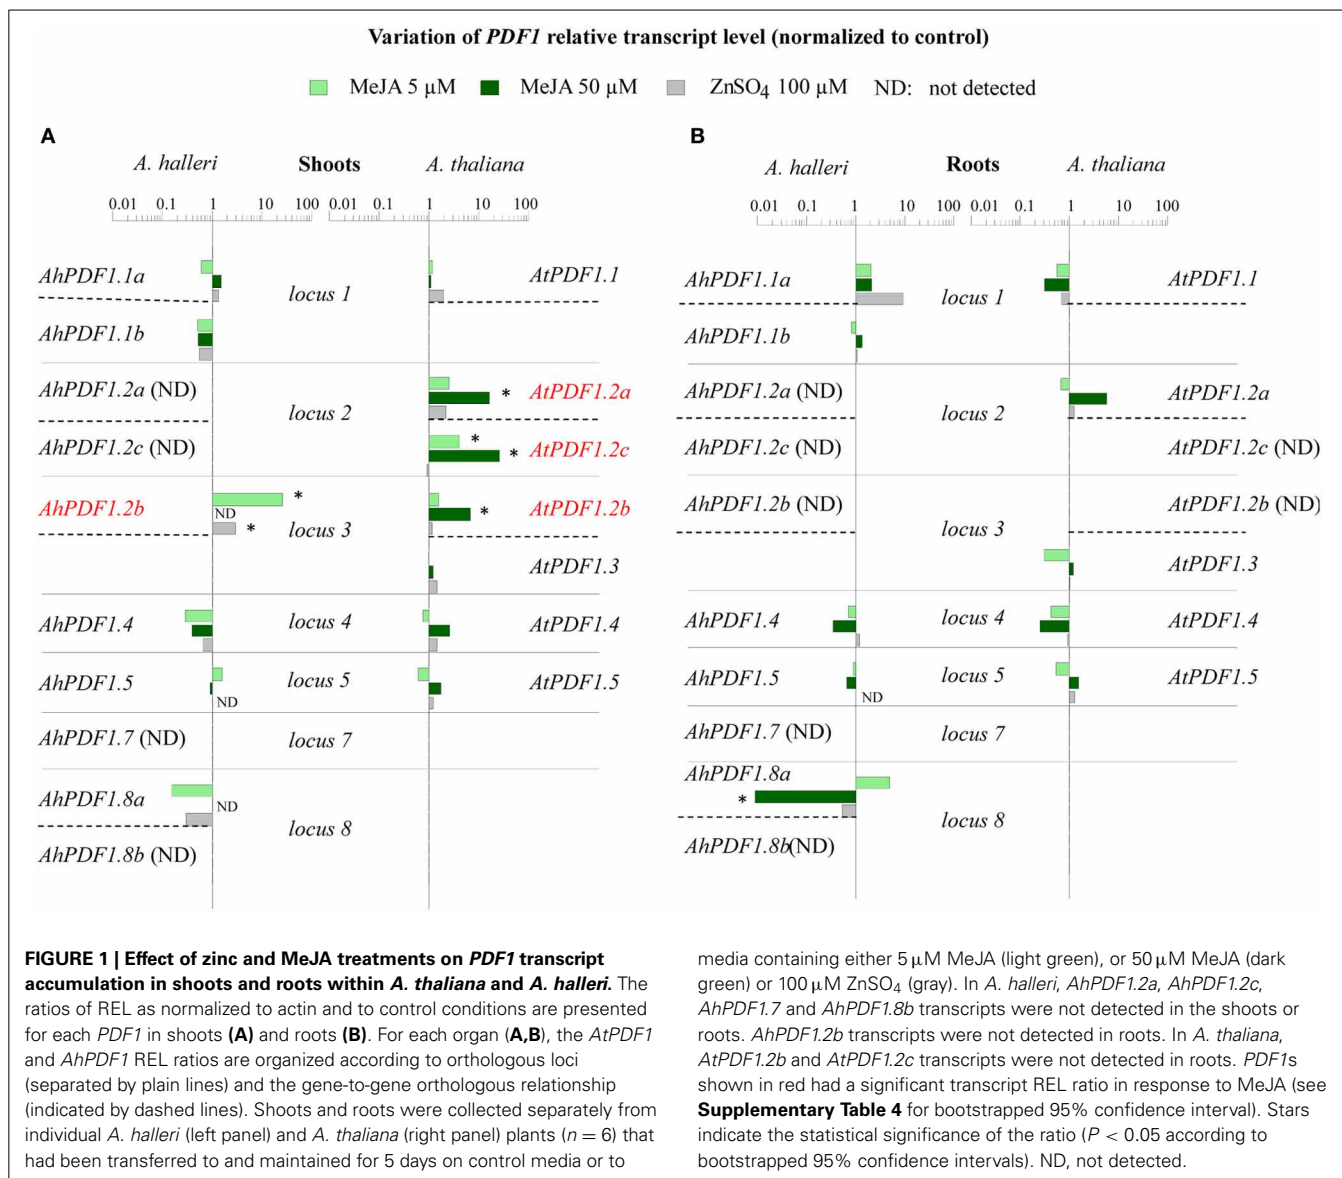 Variation of PDF1 relative transcript level (normalized to control)
MeJA 5 µM MeJA 50 µM ZnSO4 100 µM ND: not detected
A
A. halleri Shoots A. thaliana
0.01 0.1 1 10 100 0.01 0.1 1 10 100
AhPDF1.1a locus 1 AtPDF1.1
AhPDF1.1b
AhPDF1.2a (ND) * AtPDF1.2a
locus 2
AhPDF1.2c (ND) * * AtPDF1.2c
AhPDF1.2b * ND * AtPDF1.2b
* locus 3
AtPDF1.3
AhPDF1.4 locus 4 AtPDF1.4
AhPDF1.5 locus 5 AtPDF1.5
ND
AhPDF1.7 (ND) locus 7
AhPDF1.8a ND
locus 8
AhPDF1.8b (ND)
B
A. halleri Roots A. thaliana
0.01 0.1 1 10 100 0.01 0.1 1 10 100
AhPDF1.1a locus 1 AtPDF1.1
AhPDF1.1b
AhPDF1.2a (ND) locus 2 AtPDF1.2a
AhPDF1.2c (ND) AtPDF1.2c (ND)
AhPDF1.2b (ND) AtPDF1.2b (ND)
locus 3
AtPDF1.3
AhPDF1.4 locus 4 AtPDF1.4
AhPDF1.5 locus 5 AtPDF1.5
ND
AhPDF1.7 (ND) locus 7
AhPDF1.8a
*
locus 8
AhPDF1.8b(ND)
FIGURE 1 | Effect of zinc and MeJA treatments on PDF1 transcript
accumulation in shoots and roots within A. thaliana and A. halleri. The
ratios of REL as normalized to actin and to control conditions are presented
for each PDF1 in shoots (A) and roots (B). For each organ (A,B), the AtPDF1
and AhPDF1 REL ratios are organized according to orthologous loci
(separated by plain lines) and the gene-to-gene orthologous relationship
(indicated by dashed lines). Shoots and roots were collected separately from
individual A. halleri (left panel) and A. thaliana (right panel) plants (n = 6) that
had been transferred to and maintained for 5 days on control media or to
media containing either 5 µM MeJA (light green), or 50 µM MeJA (dark
green) or 100 µM ZnSO4 (gray). In A. halleri, AhPDF1.2a, AhPDF1.2c,
AhPDF1.7 and AhPDF1.8b transcripts were not detected in the shoots or
roots. AhPDF1.2b transcripts were not detected in roots. In A. thaliana,
AtPDF1.2b and AtPDF1.2c transcripts were not detected in roots. PDF1s
shown in red had a significant transcript REL ratio in response to MeJA (see
Supplementary Table 4 for bootstrapped 95% confidence interval). Stars
indicate the statistical significance of the ratio (P < 0.05 according to
bootstrapped 95% confidence intervals). ND, not detected.